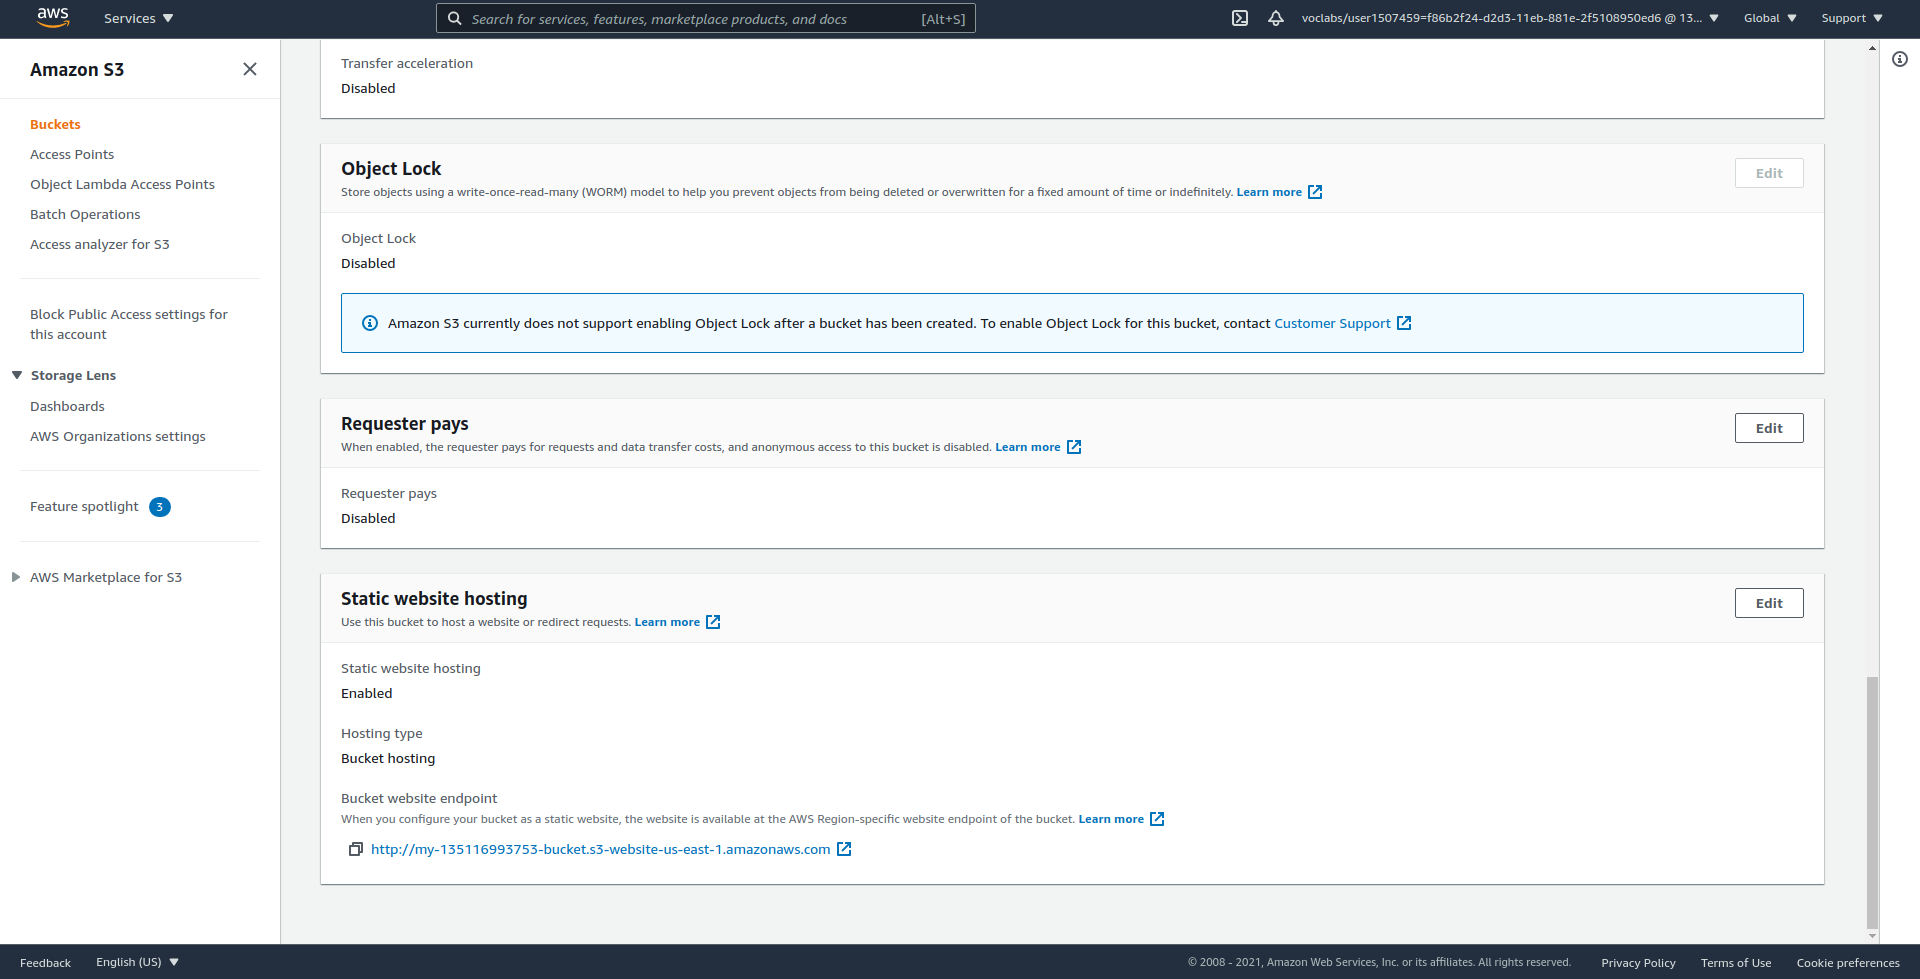 aws
Services
Search for services, features, marketplace products, and docs
[Alt+S]
voclabs/user1507459=f86b2f24-d2d3-11eb-881e-2f5108950ed6 @ 13...
Global
Support
Amazon S3
Buckets
Access Points
Object Lambda Access Points
Batch Operations
Access analyzer for S3
Block Public Access settings for
this account
Storage Lens
Dashboards
AWS Organizations settings
Feature spotlight 3
AWS Marketplace for S3
Transfer acceleration
Disabled
Object Lock
Edit
Store objects using a write-once-read-many (WORM) model to help you prevent objects from being deleted or overwritten for a fixed amount of time or indefinitely. Learn more
Object Lock
Disabled
Amazon S3 currently does not support enabling Object Lock after a bucket has been created. To enable Object Lock for this bucket, contact Customer Support
Requester pays
Edit
When enabled, the requester pays for requests and data transfer costs, and anonymous access to this bucket is disabled. Learn more
Requester pays
Disabled
Static website hosting
Edit
Use this bucket to host a website or redirect requests. Learn more
Static website hosting
Enabled
Hosting type
Bucket hosting
Bucket website endpoint
When you configure your bucket as a static website, the website is available at the AWS Region-specific website endpoint of the bucket. Learn more
http://my-135116993753-bucket.s3-website-us-east-1.amazonaws.com
Feedback
English (US)
© 2008 - 2021, Amazon Web Services, Inc. or its affiliates. All rights reserved.
Privacy Policy
Terms of Use
Cookie preferences